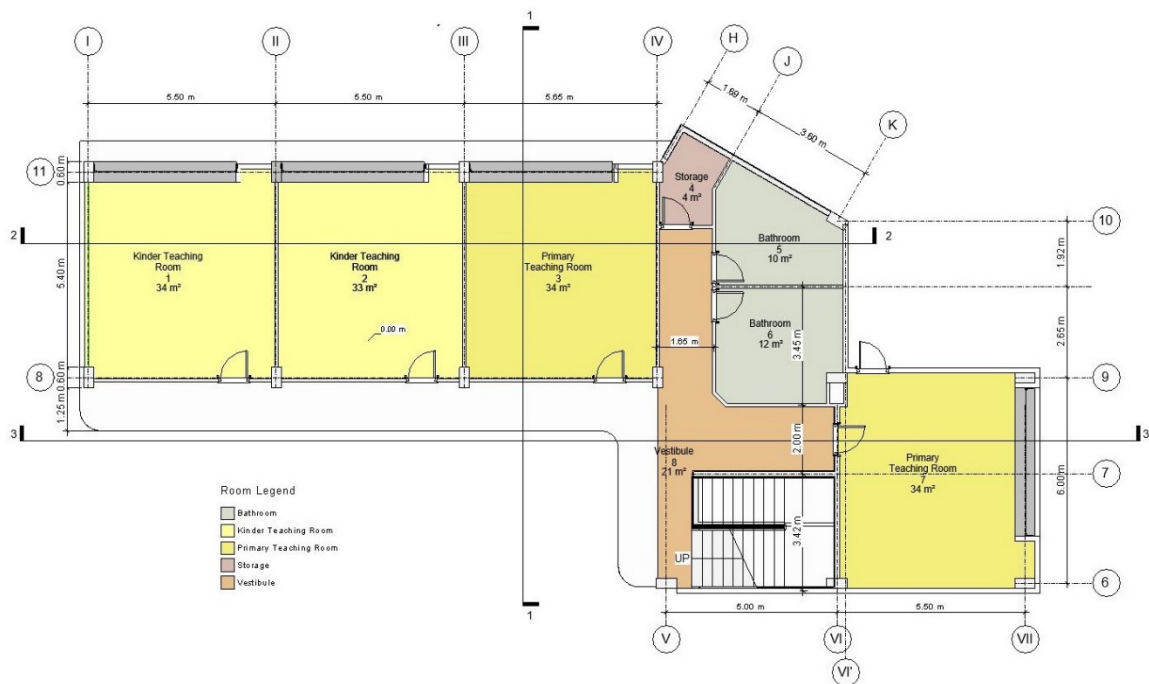 1
I
II
III
IV
H
J
K
5.50 m
5.50 m
5.65 m
1.69 m
3.60 m
11
0.60 m
Storage
4
4 m²
10
2
2
Bathroom
5
10 m²
1.92 m
Kinder Teaching
Room
1
34 m²
Kinder Teaching
Room
2
33 m²
Primary
Teaching Room
3
34 m²
5.40 m
0.00 m
Bathroom
6
12 m²
1.65 m
3.45 m
2.65 m
8
0.60 m
9
1.25 m
3
3
Vestibule
8
21 m²
2.00 m
Primary
Teaching Room
7
34 m²
7
6.00 m
Room Legend
Bathroom
Kinder Teaching Room
Primary Teaching Room
Storage
Vestibule
UP
3.42 m
6
1
5.00 m
5.50 m
V
VI
VII
VI'